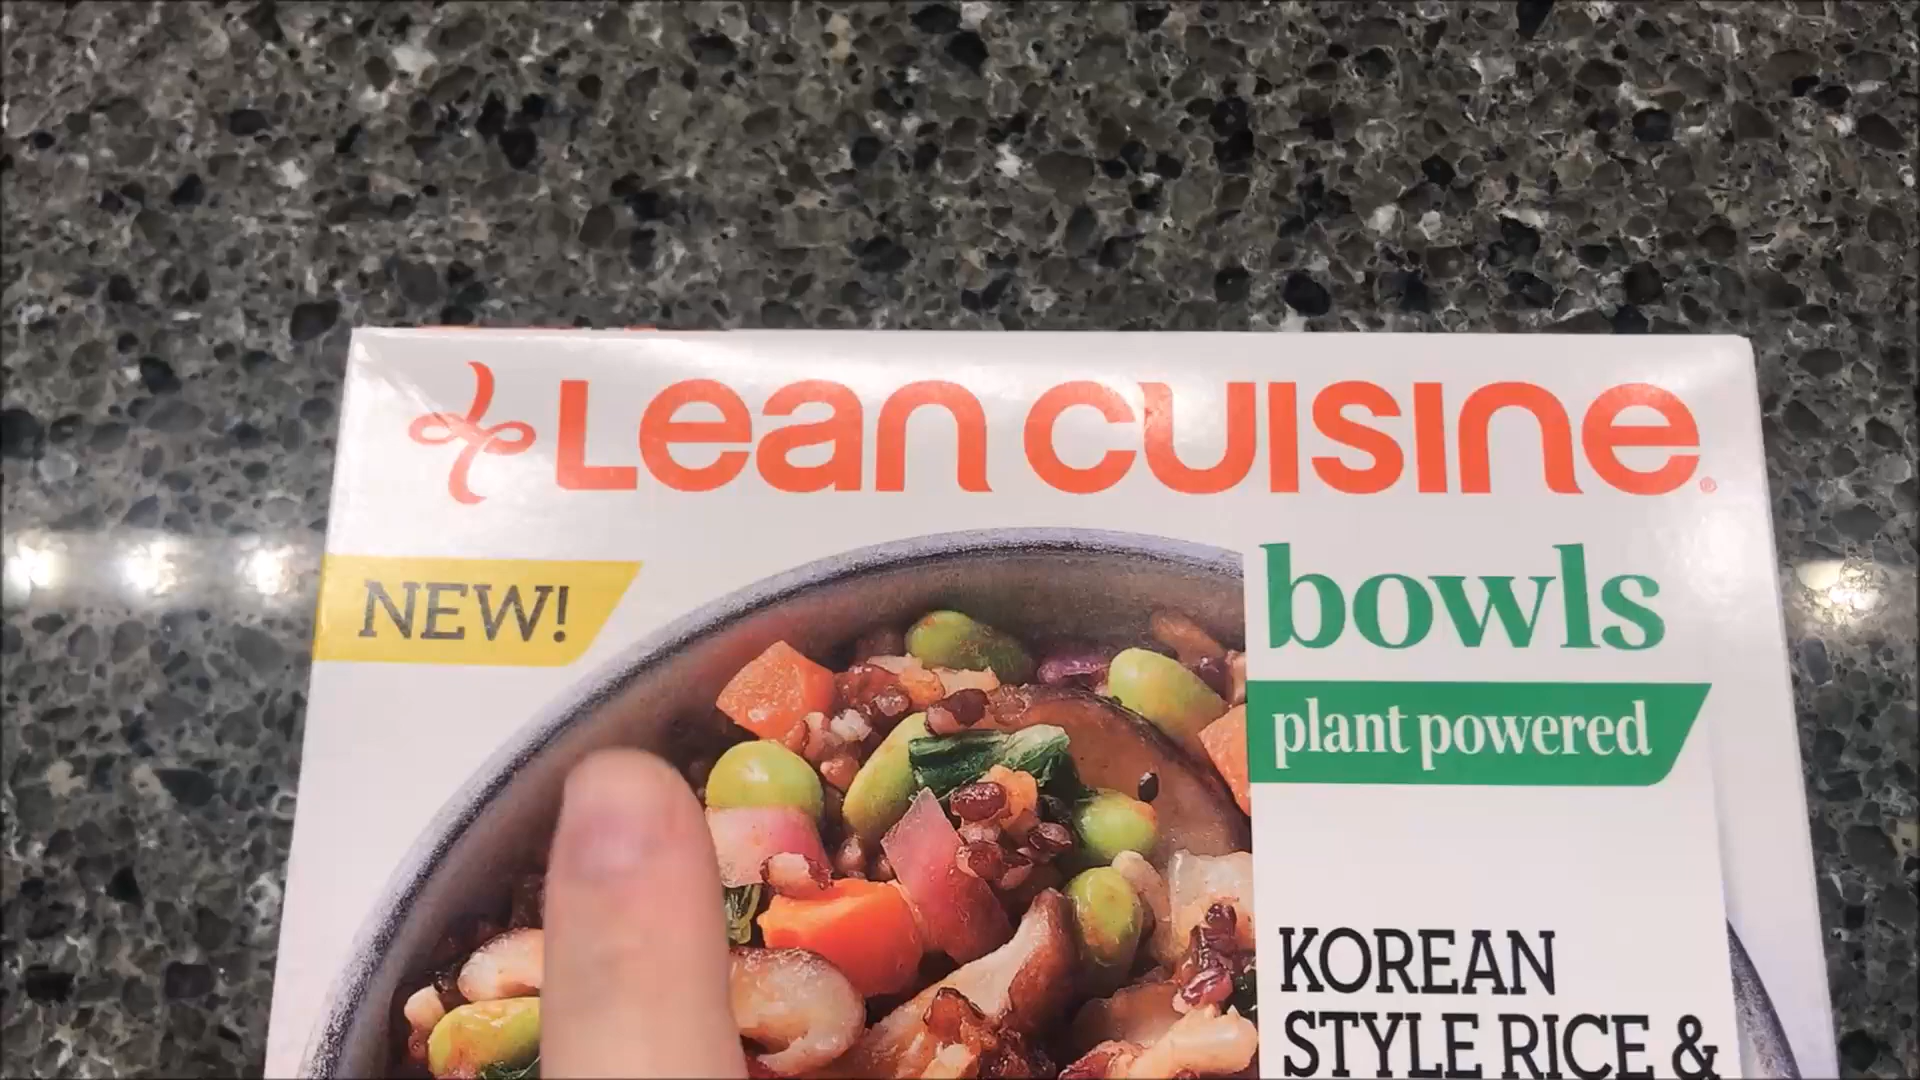 Lean Cuisine®
NEW!
bowls
plant powered
KOREAN
STYLE RICE &